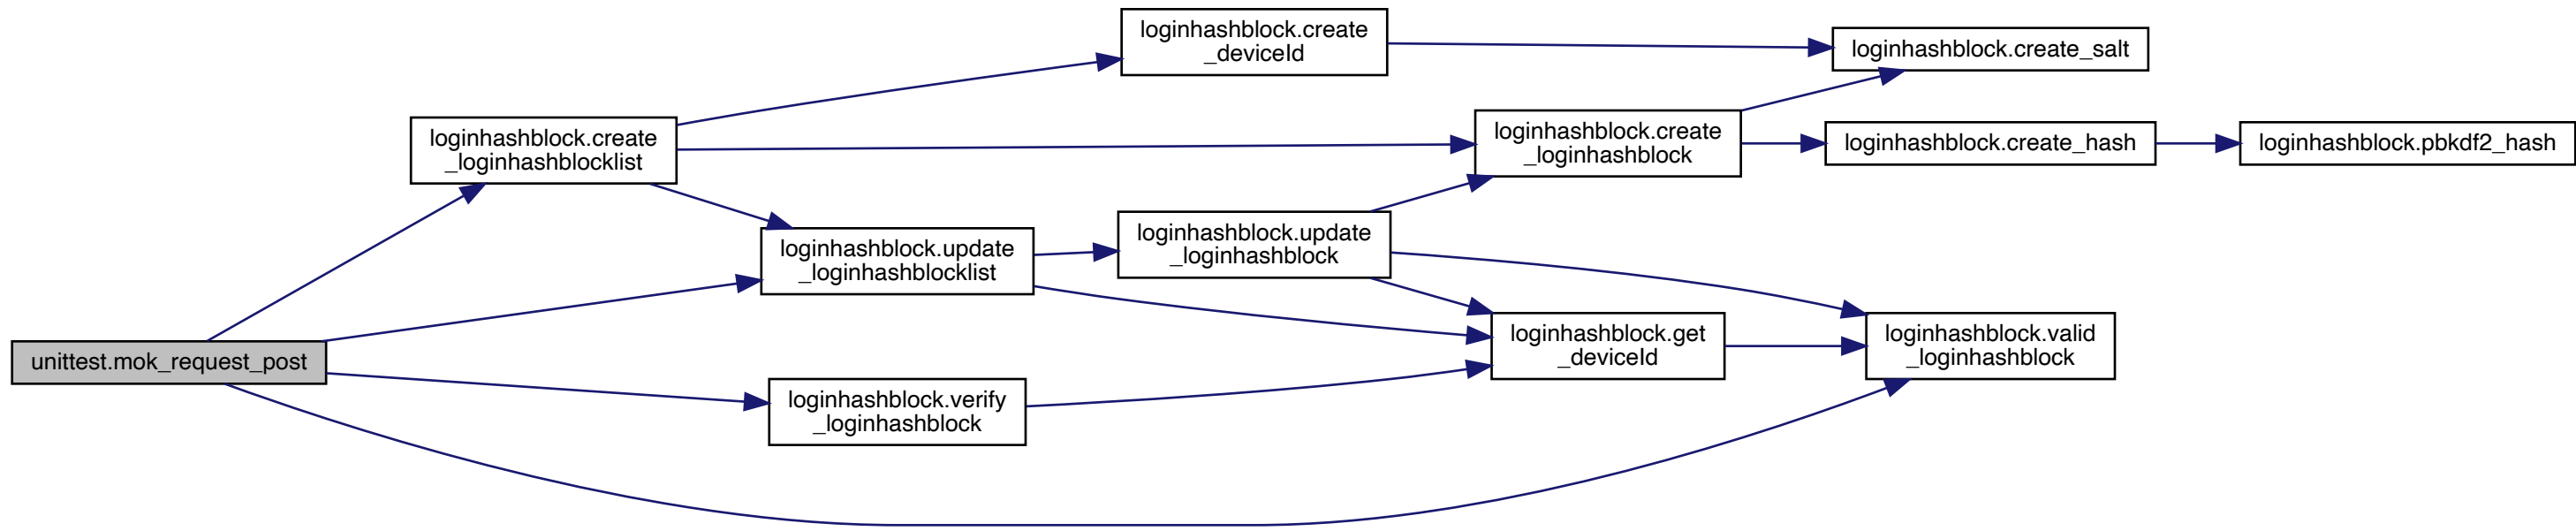 unittest.mok_request_post
loginhashblock.create
_loginhashblocklist
loginhashblock.update
_loginhashblocklist
loginhashblock.verify
_loginhashblock
loginhashblock.create
_deviceId
loginhashblock.update
_loginhashblock
loginhashblock.create
_loginhashblock
loginhashblock.get
_deviceId
loginhashblock.create_salt
loginhashblock.create_hash
loginhashblock.valid
_loginhashblock
loginhashblock.pbkdf2_hash